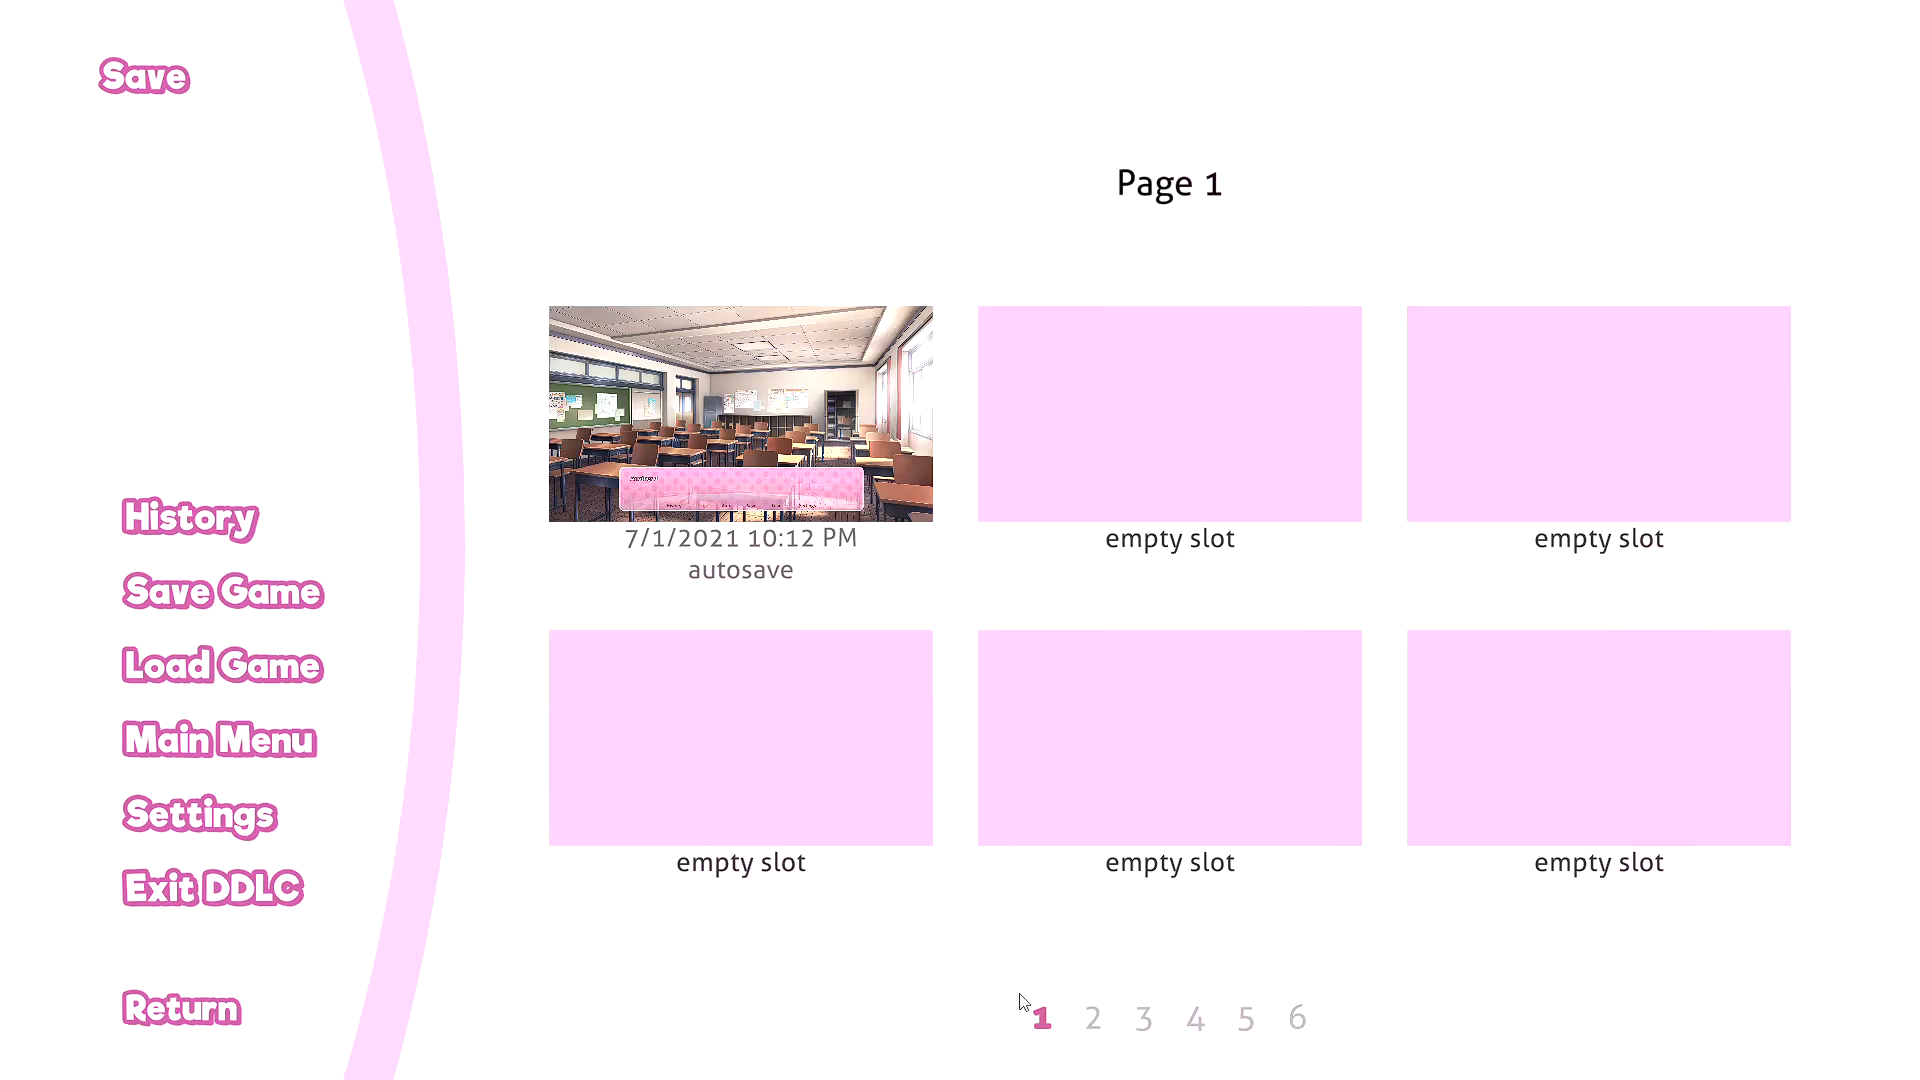 Save
Page 1
7/1/2021 10:12 PM
autosave
empty slot
empty slot
empty slot
empty slot
empty slot
History
Save Game
Load Game
Main Menu
Settings
Exit DDLC
Return
1 2 3 4 5 6